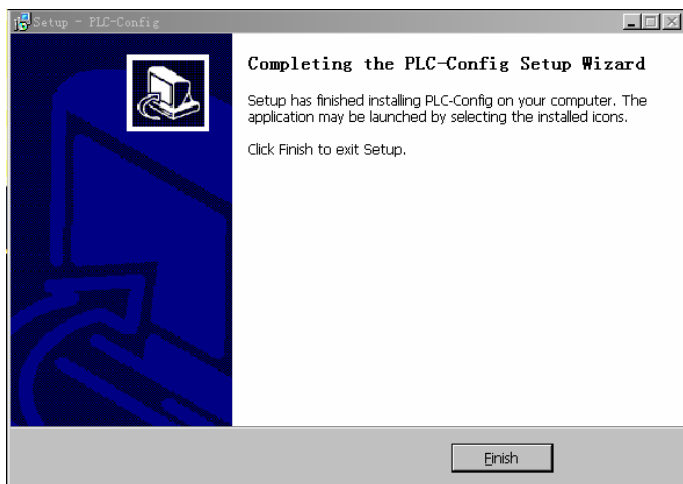 Setup - PLC-Config
Completing the PLC-Config Setup Wizard
Setup has finished installing PLC-Config on your computer. The
application may be launched by selecting the installed icons.
Click Finish to exit Setup.
Finish